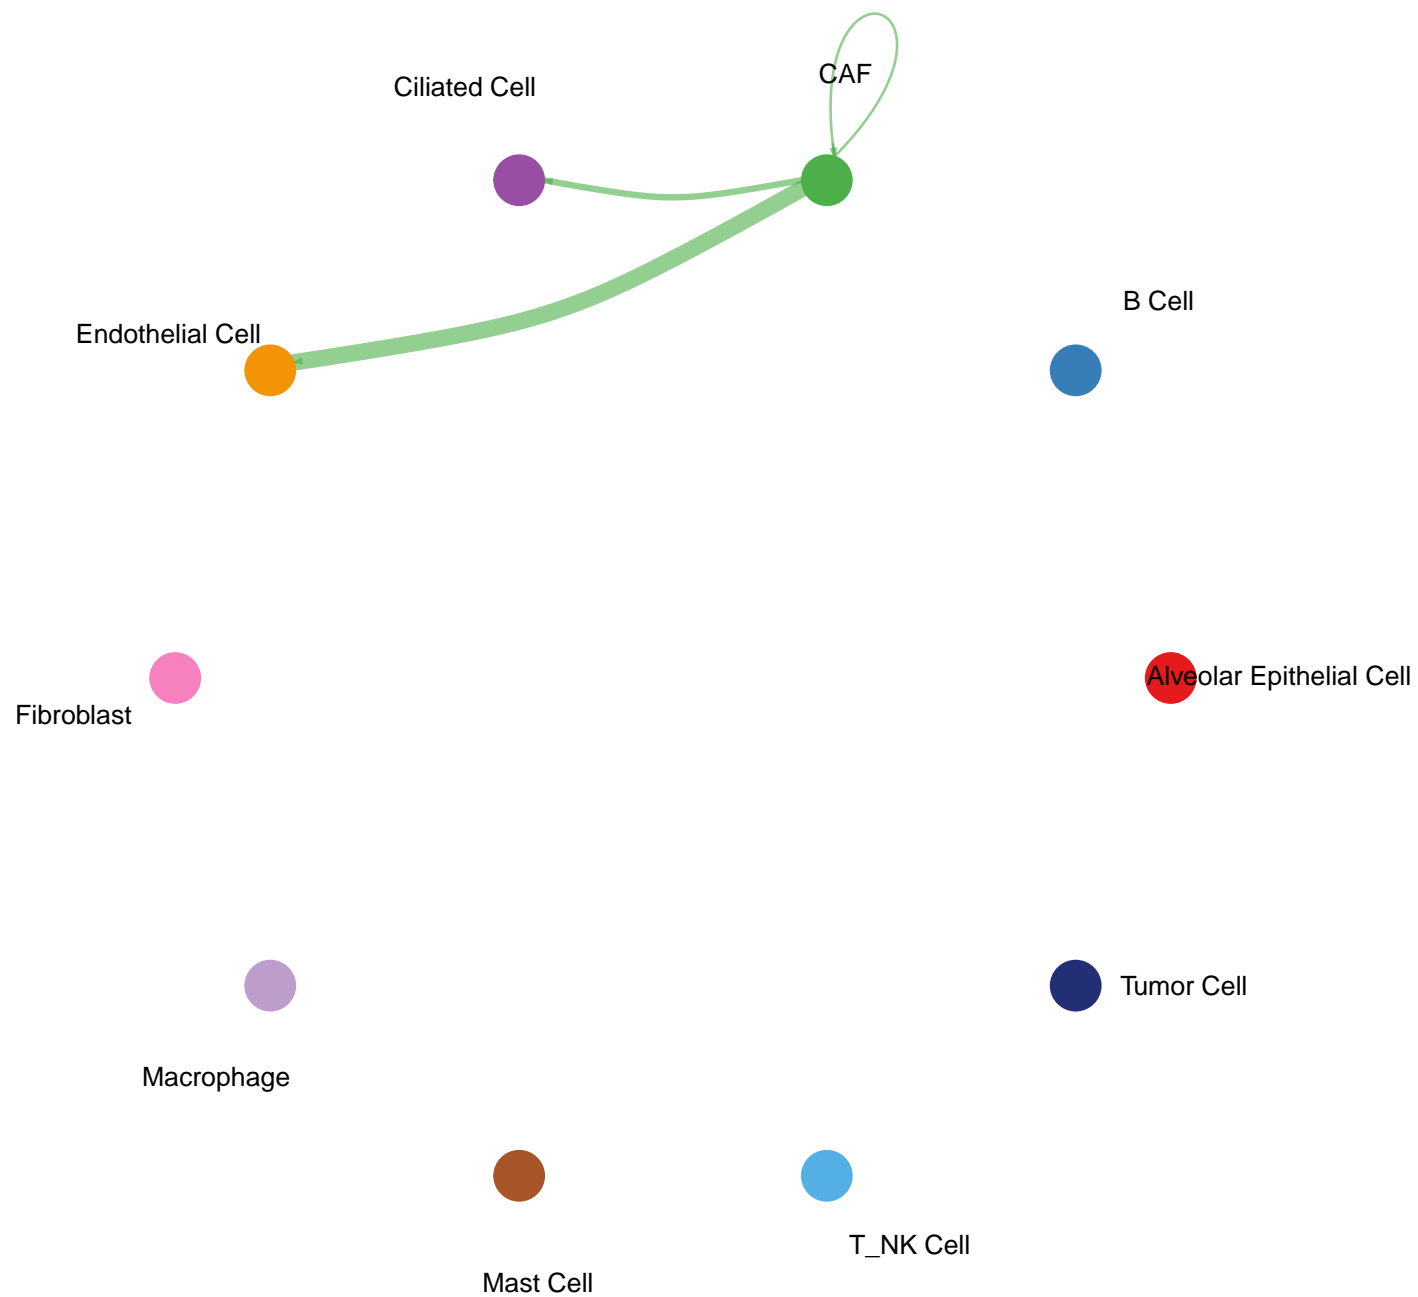 CAF
Ciliated Cell
B Cell
Endothelial Cell
Alveolar Epithelial Cell
Fibroblast
Tumor Cell
Macrophage
T_NK Cell
Mast Cell